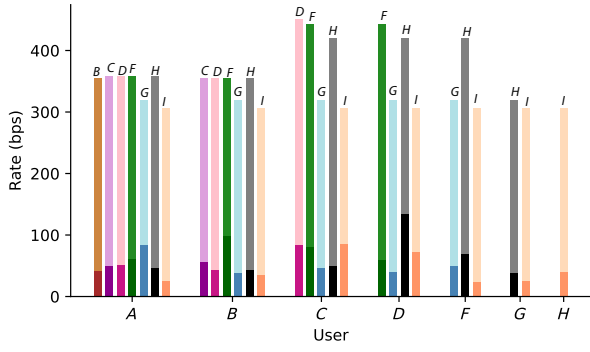 D F
F
H H H
C D F H
B
C D F H
G G G G G H
I I I I I I I
400
300
200
100
0
Rate (bps)
A B C D F G H
User